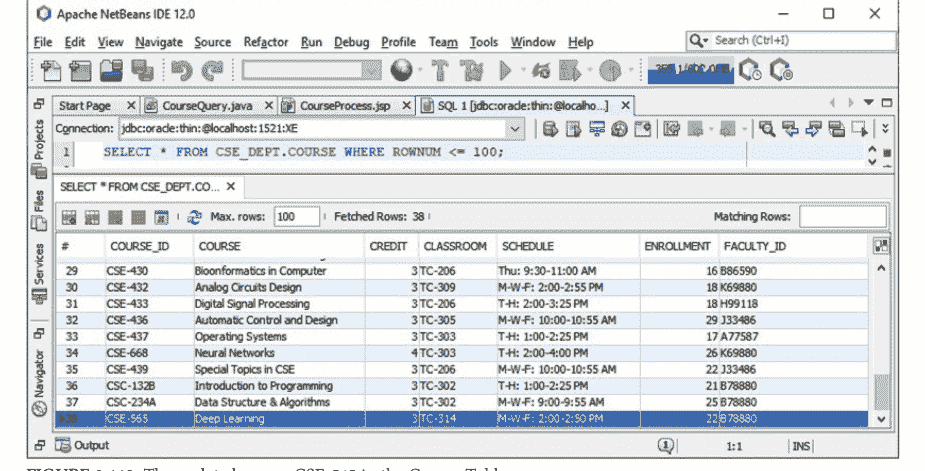 Apache NetBeans IDE 12.0
File Edit View Navigate Source Refactor Run Debug Profile Team Tools Window Help
Search (Ctrl+I)
Start Page CourseQuery.java CourseProcess.jsp SQL 1 [jdbc:oracle:thin:@localho...]
Connection: jdbc:oracle:thin:@localhost:1521:XE
1 SELECT * FROM CSE_DEPT.COURSE WHERE ROWNUM <= 100;
SELECT * FROM CSE_DEPT.CO...
Max. rows: 100 Fetched Rows: 38 Matching Rows:
# COURSE_ID COURSE CREDIT CLASSROOM SCHEDULE ENROLLMENT FACULTY_ID
29 CSE-430 Bioonformatics in Computer 3 TC-206 Thu: 9:30-11:00 AM 16 B86590
30 CSE-432 Analog Circuits Design 3 TC-309 M-W-F: 2:00-2:55 PM 18 K69880
31 CSE-433 Digital Signal Processing 3 TC-206 T-H: 2:00-3:25 PM 18 H99118
32 CSE-436 Automatic Control and Design 3 TC-305 M-W-F: 10:00-10:55 AM 29 J33486
33 CSE-437 Operating Systems 3 TC-303 T-H: 1:00-2:25 PM 17 A77587
34 CSE-668 Neural Networks 4 TC-303 T-H: 2:00-4:00 PM 26 K69880
35 CSE-439 Special Topics in CSE 3 TC-206 M-W-F: 10:00-10:55 AM 22 J33486
36 CSC-132B Introduction to Programming 3 TC-302 T-H: 1:00-2:25 PM 21 B78880
37 CSC-234A Data Structure & Algorithms 3 TC-302 M-W-F: 9:00-9:55 AM 25 B78880
38 CSE-565 Deep Learning 3 TC-314 M-W-F: 2:00-2:50 PM 22 B78880
Output 1:1 INS
Projects
Files
Services
Navigator